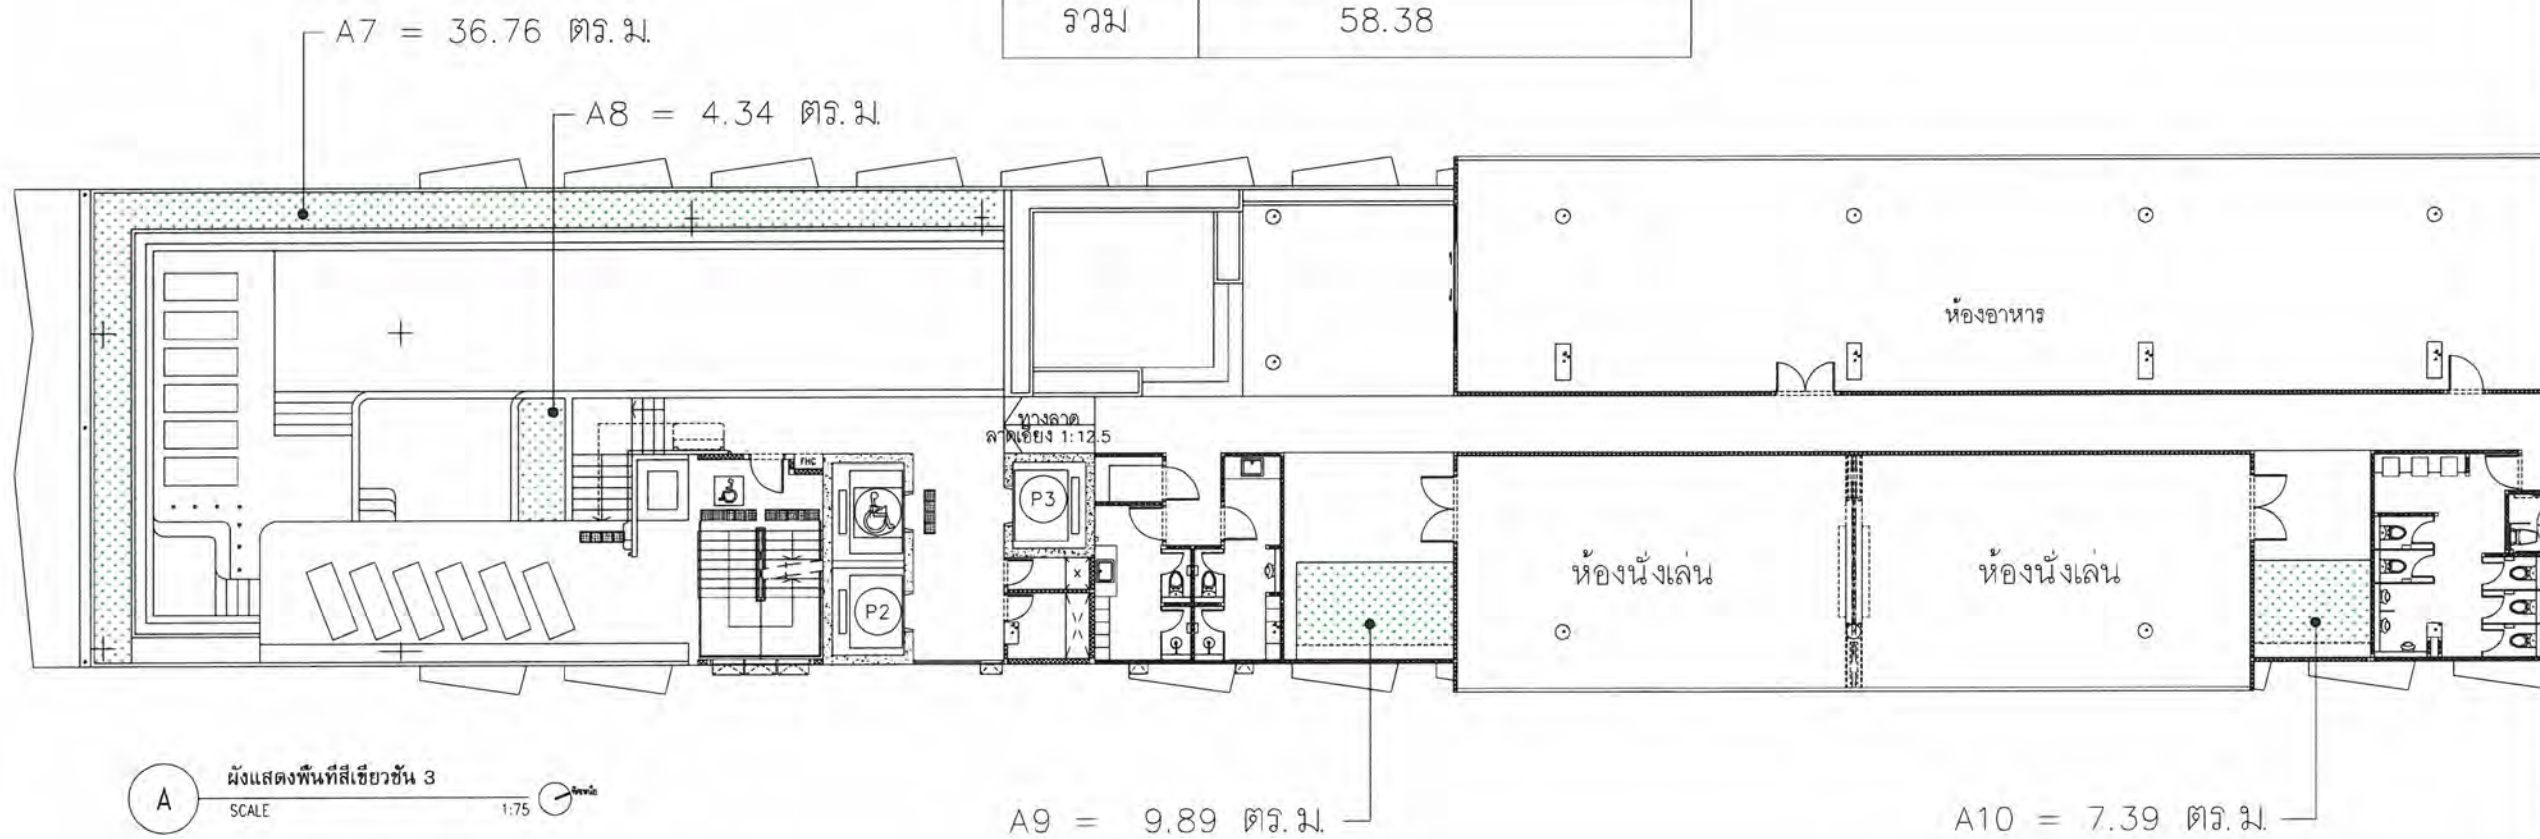 รวม 58.38
A7 = 36.76 ตร.ม.
A8 = 4.34 ตร.ม.
ห้องอาหาร
ทางลาด
ลาดเอียง 1:12.5
FHC
P3
P2
X
ห้องนั่งเล่น ห้องนั่งเล่น
A ผังแสดงพื้นที่สีเขียวชั้น 3
SCALE 1:75
A9 = 9.89 ตร.ม.
A10 = 7.39 ตร.ม.